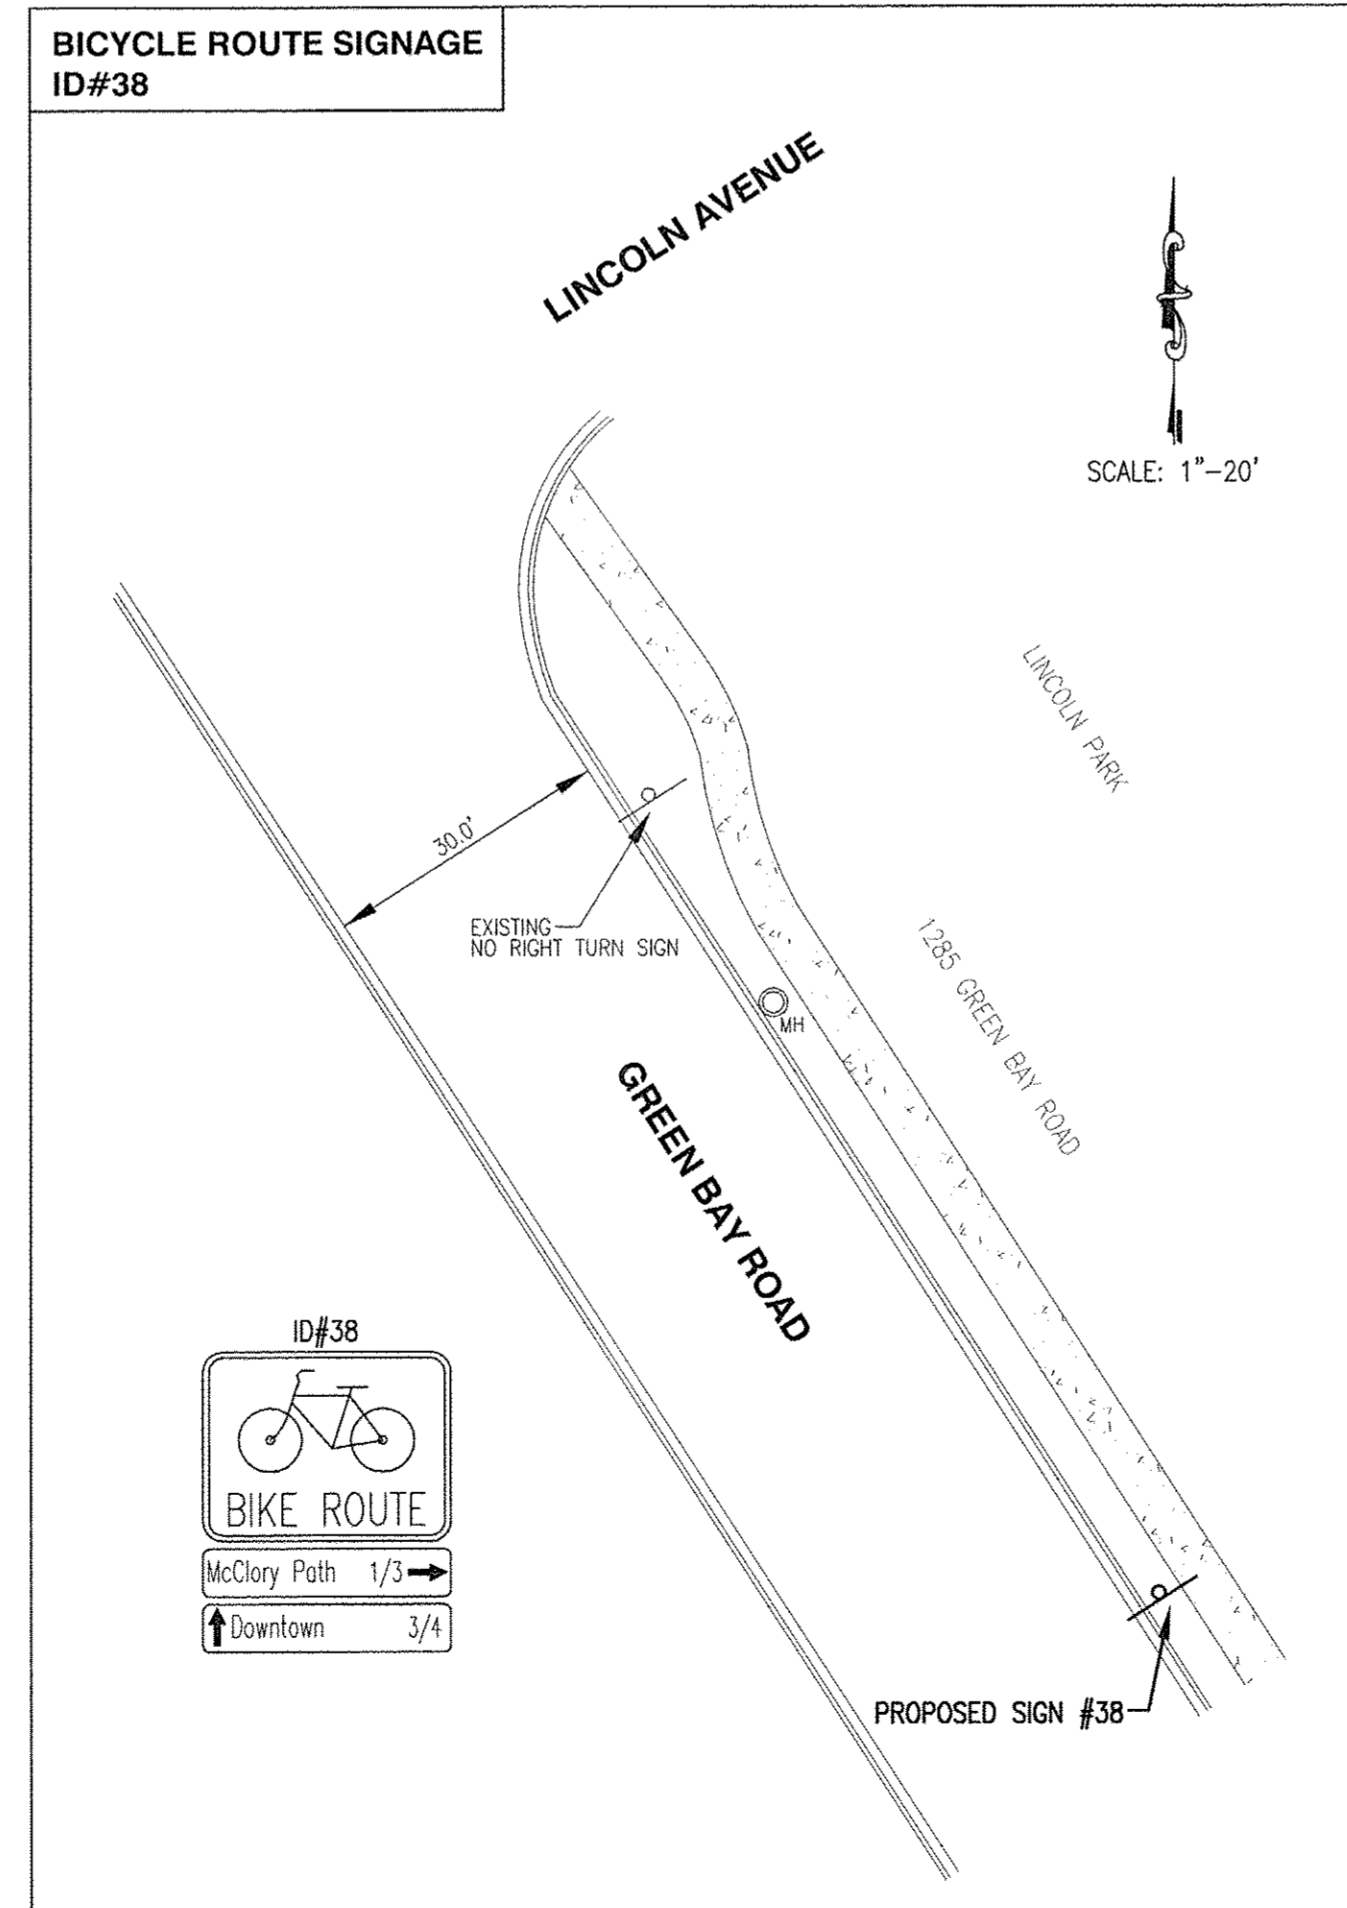 BICYCLE ROUTE SIGNAGE
ID#38
LINCOLN AVENUE
SCALE: 1"-20'
LINCOLN PARK
30.0'
EXISTING
NO RIGHT TURN SIGN
1285 GREEN BAY ROAD
MH
GREEN BAY ROAD
ID#38
BIKE ROUTE
McClory Path 1/3
Downtown 3/4
PROPOSED SIGN #38